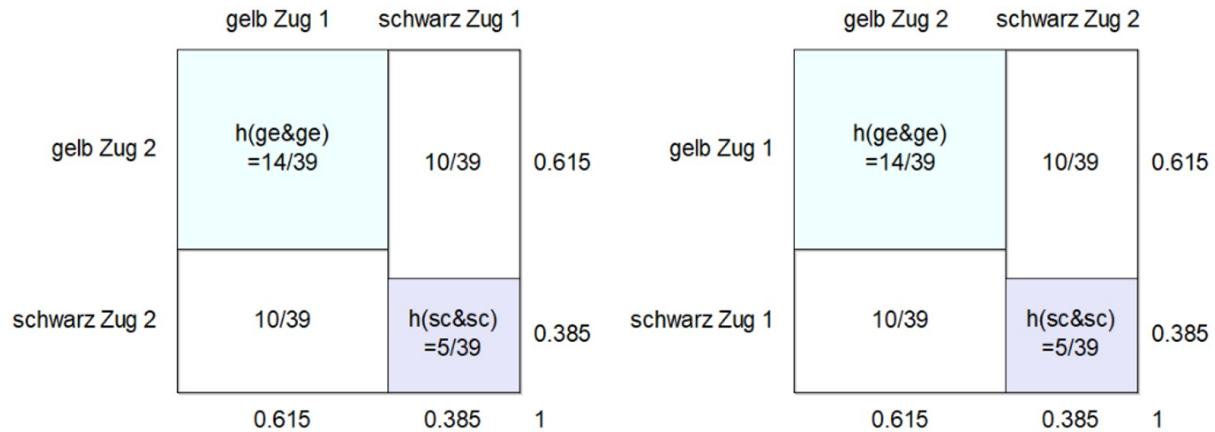 gelb Zug 1 schwarz Zug 1
gelb Zug 2
h(ge&ge)
=14/39
10/39
0.615
schwarz Zug 2
10/39
h(sc&sc)
=5/39
0.385
0.615 0.385 1
gelb Zug 2 schwarz Zug 2
gelb Zug 1
h(ge&ge)
=14/39
10/39
0.615
schwarz Zug 1
10/39
h(sc&sc)
=5/39
0.385
0.615 0.385 1